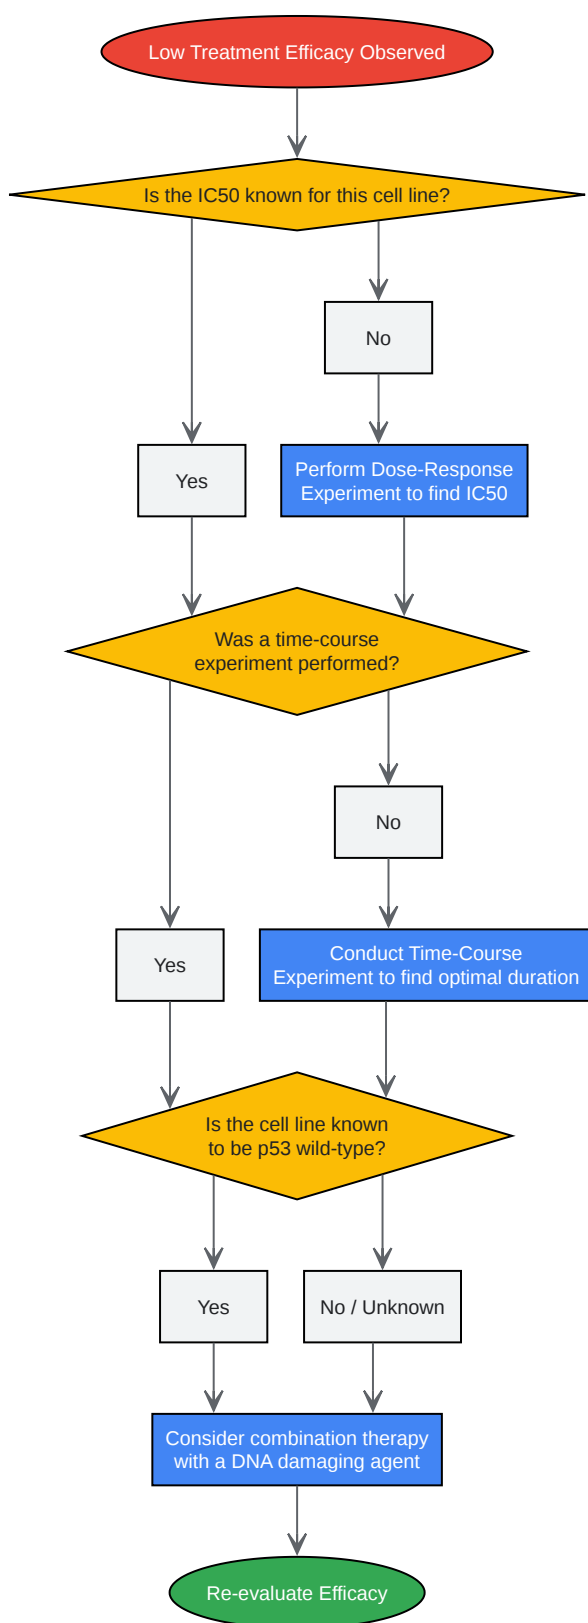 Low Treatment Efficacy Observed
Is the IC50 known for this cell line?
No
Yes
Perform Dose-Response
Experiment to find IC50
Was a time-course
experiment performed?
No
Yes
Conduct Time-Course
Experiment to find optimal duration
Is the cell line known
to be p53 wild-type?
Yes
No / Unknown
Consider combination therapy
with a DNA damaging agent
Re-evaluate Efficacy